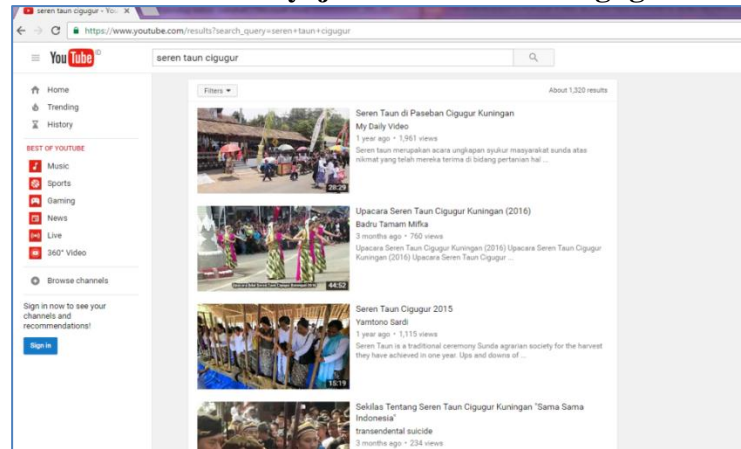 seren taun cigugur - You
https://www.youtube.com/results?search_query=seren+taun+cigugur
YouTube ID
seren taun cigugur
Home
Trending
History
BEST OF YOUTUBE
Music
Sports
Gaming
News
Live
360° Video
Browse channels
Sign in now to see your
channels and
recommendations!
Sign in
Filters
About 1,320 results
Seren Taun di Paseban Cigugur Kuningan
My Daily Video
1 year ago • 1,961 views
Seren taun merupakan acara ungkapan syukur masyarakat sunda atas
nikmat yang telah mereka terima di bidang pertanian hal ...
28:29
Upacara Seren Taun Cigugur Kuningan (2016)
Badru Tamam Mifka
3 months ago • 760 views
Upacara Seren Taun Cigugur Kuningan (2016) Upacara Seren Taun Cigugur
Kuningan (2016) Upacara Seren Taun Cigugur ...
44:52
Seren Taun Cigugur 2015
Yamtono Sardi
1 year ago • 1,115 views
Seren Taun is a traditional ceremony Sunda agrarian society for the harvest
they have achieved in one year. Ups and downs of ...
15:19
Sekilas Tentang Seren Taun Cigugur Kuningan "Sama Sama
Indonesia"
transendental suicide
3 months ago • 234 views